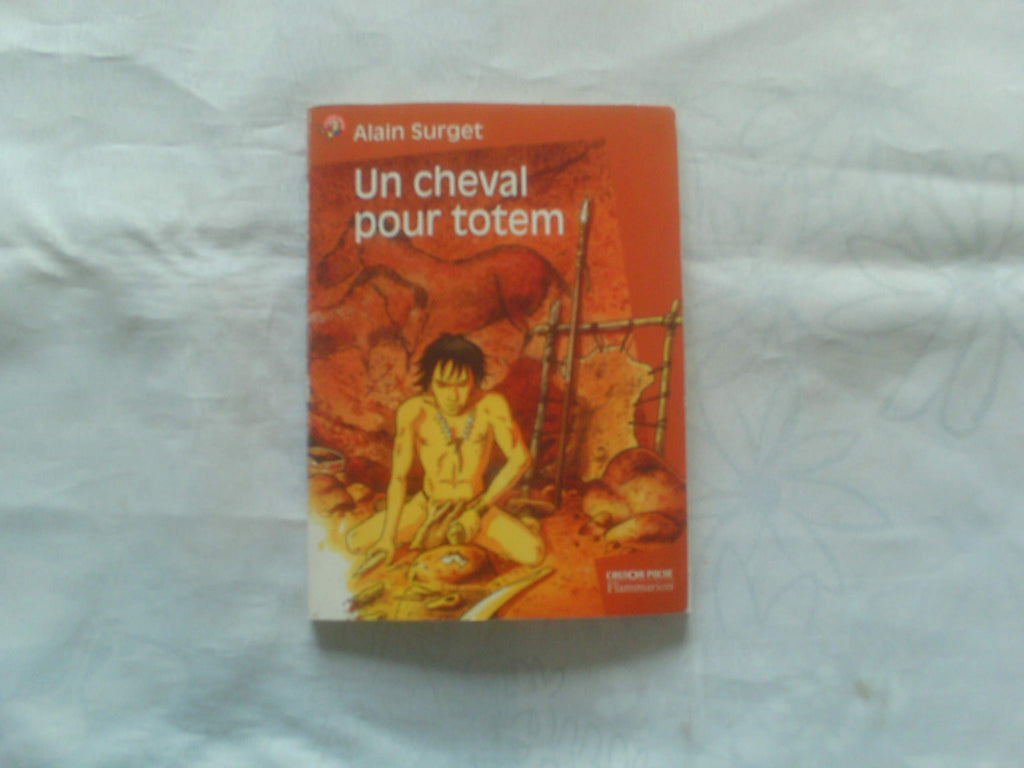 Alain Surget
Un cheval
pour totem
CASTOR POCHE
Flammarion